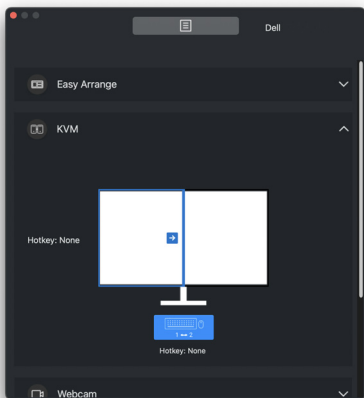 Dell
Easy Arrange
KVM
Hotkey: None
1 ↔ 2
Hotkey: None
Webcam